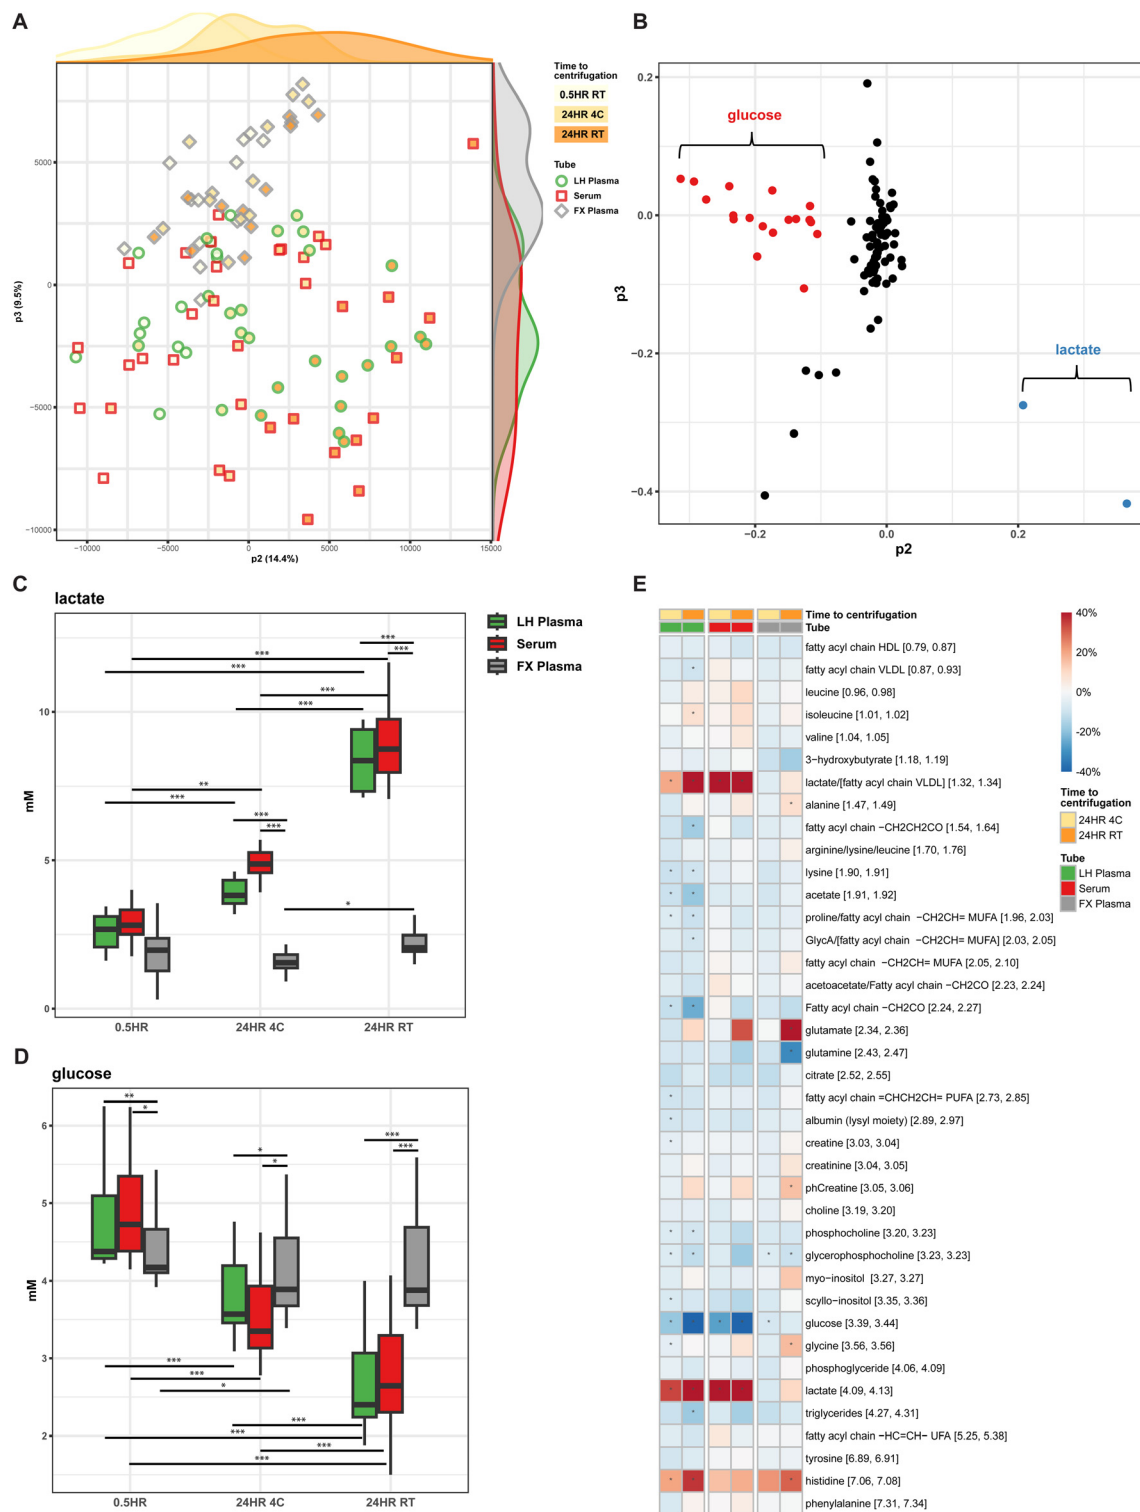 A
Time to
centrifugation
0.5HR RT
24HR 4C
24HR RT
Tube
LH Plasma
Serum
FX Plasma
5000
0
−5000
−10000
p3 (9.5%)
−10000
−5000
0
5000
10000
15000
p2 (14.4%)
B
glucose
lactate
0.2
0.0
−0.2
−0.4
p3
−0.2
0.0
0.2
p2
C
lactate
LH Plasma
Serum
FX Plasma
***
***
***
***
***
***
**
***
***
***
*
10
5
0
mM
0.5HR
24HR 4C
24HR RT
D
glucose
**
*
*
*
***
***
***
***
*
***
***
***
***
6
5
4
3
2
mM
0.5HR
24HR 4C
24HR RT
E
Time to centrifugation
Tube
fatty acyl chain HDL [0.79, 0.87]
fatty acyl chain VLDL [0.87, 0.93]
leucine [0.96, 0.98]
isoleucine [1.01, 1.02]
valine [1.04, 1.05]
3−hydroxybutyrate [1.18, 1.19]
lactate/[fatty acyl chain VLDL] [1.32, 1.34]
alanine [1.47, 1.49]
fatty acyl chain −CH2CH2CO [1.54, 1.64]
arginine/lysine/leucine [1.70, 1.76]
lysine [1.90, 1.91]
acetate [1.91, 1.92]
proline/fatty acyl chain −CH2CH= MUFA [1.96, 2.03]
GlycA/[fatty acyl chain −CH2CH= MUFA] [2.03, 2.05]
fatty acyl chain −CH2CH= MUFA [2.05, 2.10]
acetoacetate/Fatty acyl chain −CH2CO [2.23, 2.24]
Fatty acyl chain −CH2CO [2.24, 2.27]
glutamate [2.34, 2.36]
glutamine [2.43, 2.47]
citrate [2.52, 2.55]
fatty acyl chain =CHCH2CH= PUFA [2.73, 2.85]
albumin (lysyl moiety) [2.89, 2.97]
creatine [3.03, 3.04]
creatinine [3.04, 3.05]
phCreatine [3.05, 3.06]
choline [3.19, 3.20]
phosphocholine [3.20, 3.23]
glycerophosphocholine [3.23, 3.23]
myo−inositol [3.27, 3.27]
scyllo−inositol [3.35, 3.36]
glucose [3.39, 3.44]
glycine [3.56, 3.56]
phosphoglyceride [4.06, 4.09]
lactate [4.09, 4.13]
triglycerides [4.27, 4.31]
fatty acyl chain −HC=CH− UFA [5.25, 5.38]
tyrosine [6.89, 6.91]
histidine [7.06, 7.08]
phenylalanine [7.31, 7.34]
40%
20%
0%
−20%
−40%
Time to
centrifugation
24HR 4C
24HR RT
Tube
LH Plasma
Serum
FX Plasma